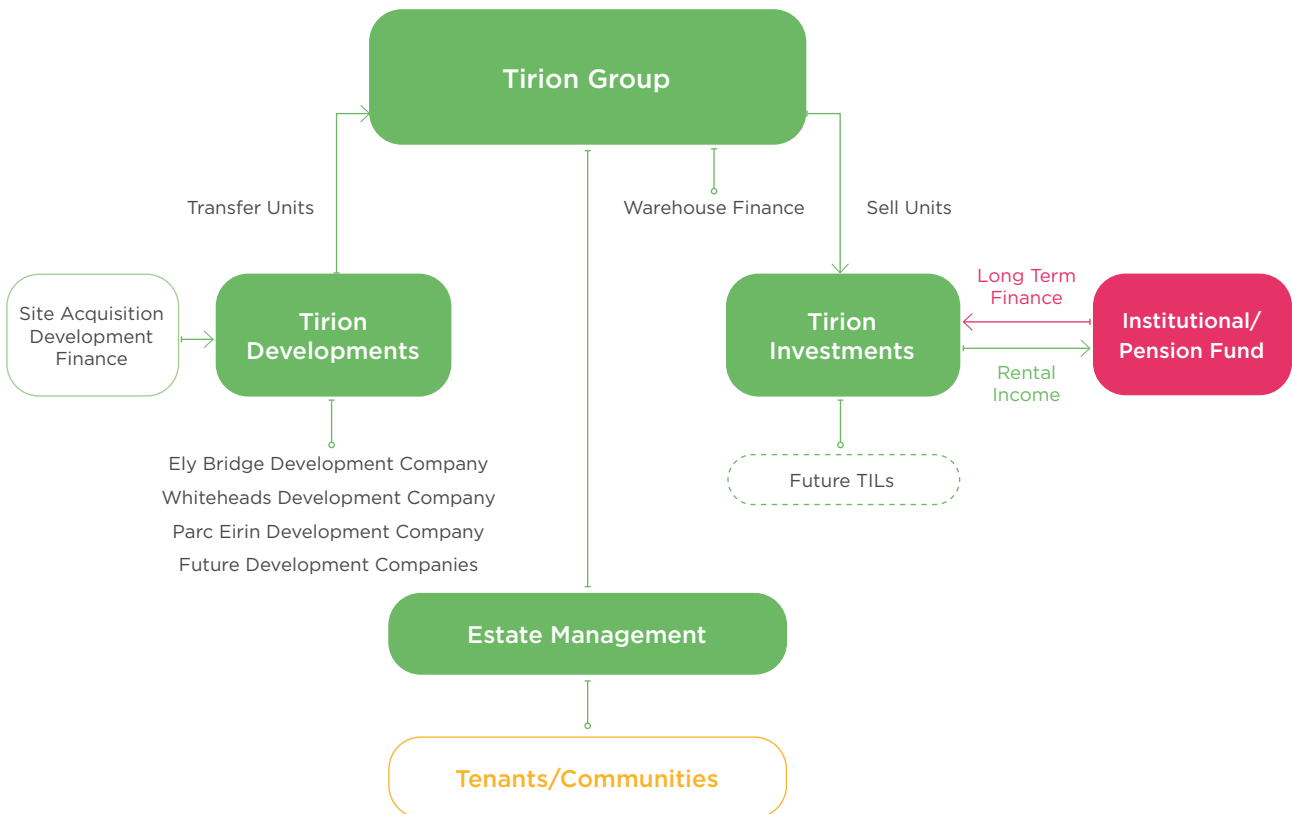 Tirion Group
Transfer Units
Warehouse Finance
Sell Units
Site Acquisition
Development
Finance
Tirion
Developments
Tirion
Investments
Long Term
Finance
Rental
Income
Institutional/
Pension Fund
Ely Bridge Development Company
Whiteheads Development Company
Parc Eirin Development Company
Future Development Companies
Future TILs
Estate Management
Tenants/Communities